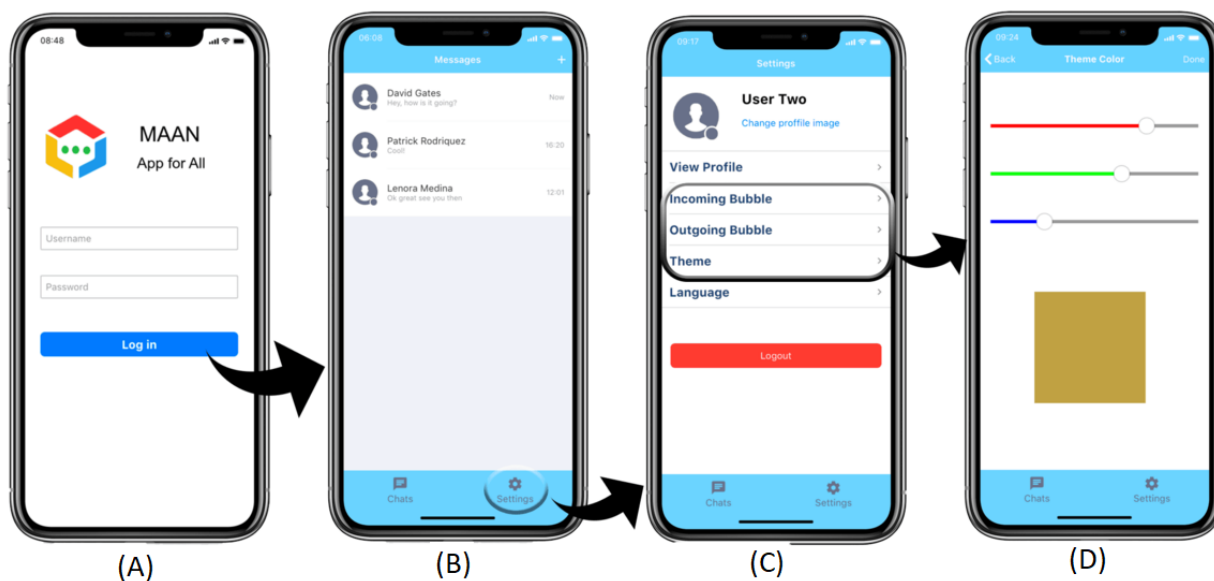 08:48
MAAN
App for All
Username
Password
Log in
(A)
06:08
Messages
+
David Gates
Hey, how is it going?
Now
Patrick Rodriquez
Cool!
16:20
Lenora Medina
Ok great see you then
12:01
Chats
Settings
(B)
09:17
Settings
User Two
Change proffile image
View Profile
Incoming Bubble
Outgoing Bubble
Theme
Language
Logout
Chats
Settings
(C)
09:24
Back
Theme Color
Done
Chats
Settings
(D)